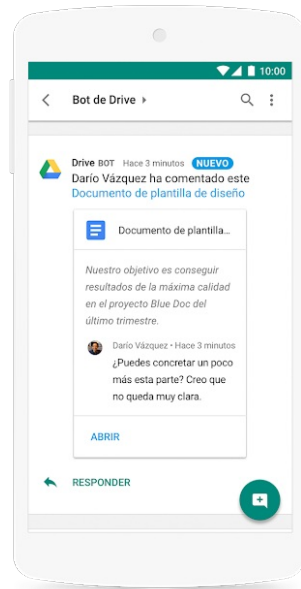 10:00
Bot de Drive
Drive BOT Hace 3 minutos NUEVO
Darío Vázquez ha comentado este
Documento de plantilla de diseño
Documento de plantilla...
Nuestro objetivo es conseguir
resultados de la máxima calidad
en el proyecto Blue Doc del
último trimestre.
Darío Vázquez • Hace 3 minutos
¿Puedes concretar un poco
más esta parte? Creo que
no queda muy clara.
ABRIR
RESPONDER